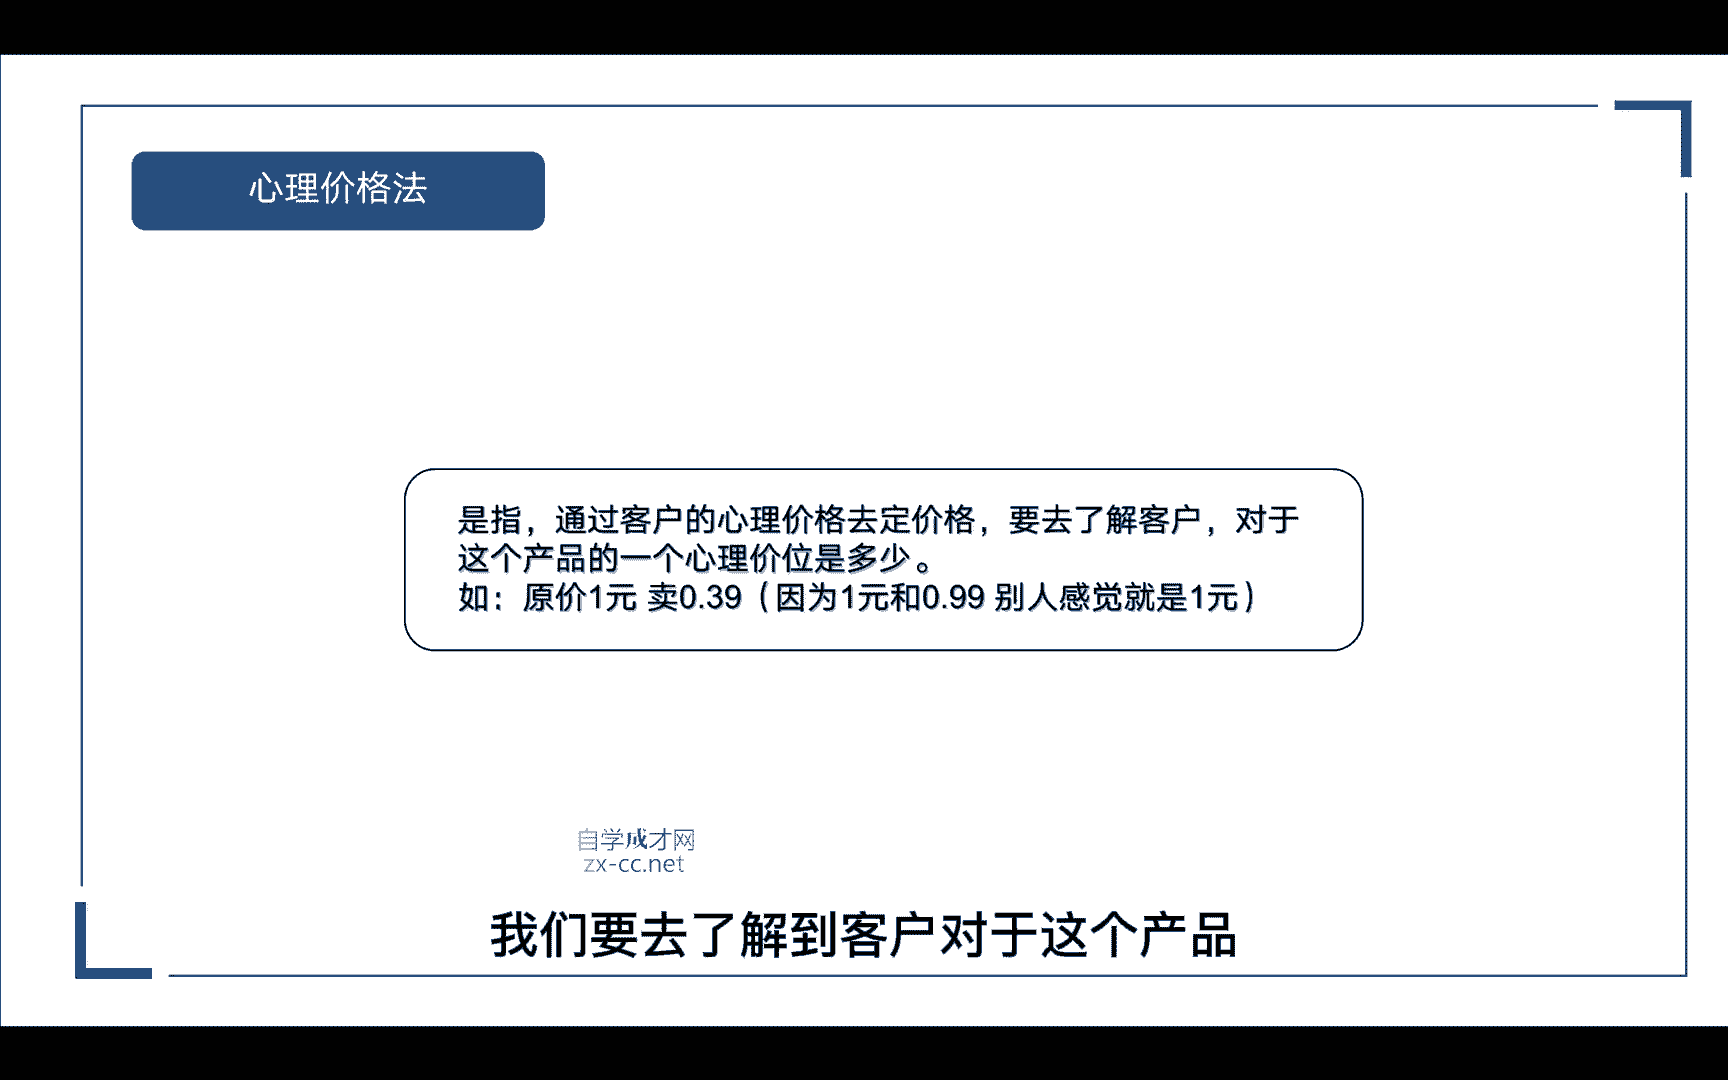 心理价格法
是指，通过客户的心理价格去定价格，要去了解客户，对于
这个产品的一个心理价位是多少。
如：原价1元 卖0.39（因为1元和0.99 别人感觉就是1元）
自学成才网
zx-cc.net
我们要去了解到客户对于这个产品